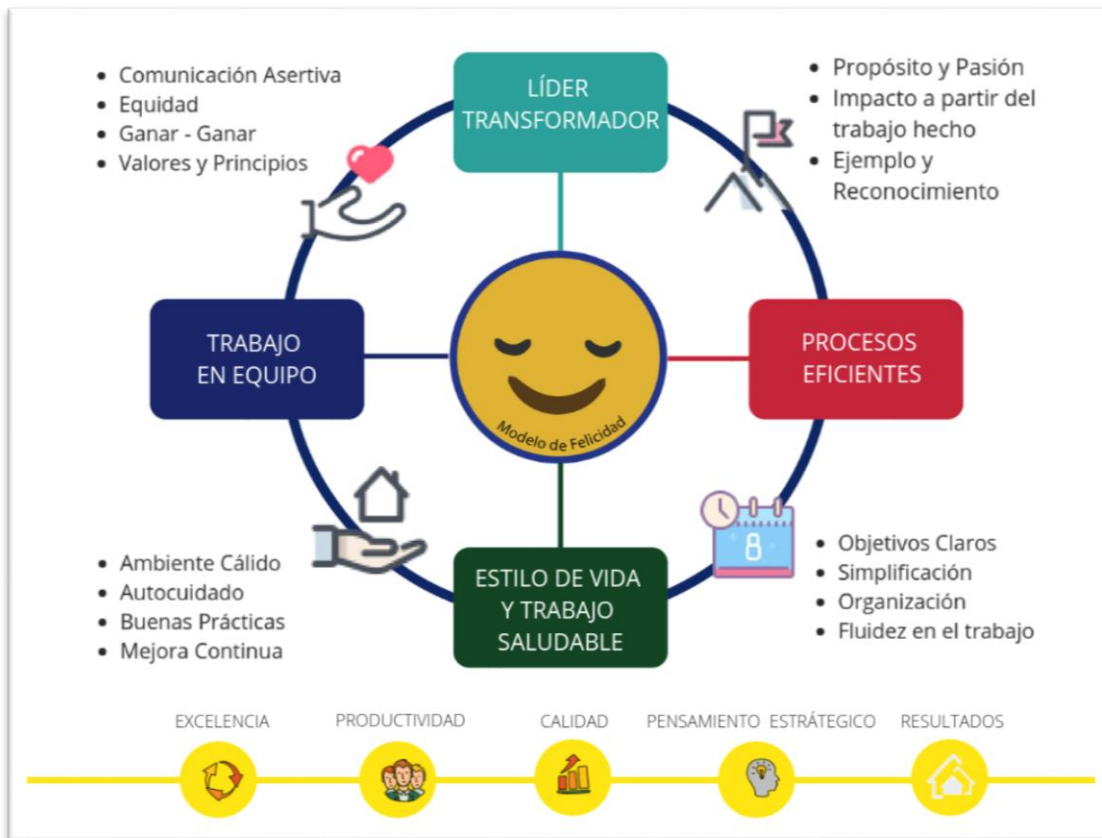 • Comunicación Asertiva
• Equidad
• Ganar - Ganar
• Valores y Principios
LÍDER
TRANSFORMADOR
• Propósito y Pasión
• Impacto a partir del
trabajo hecho
• Ejemplo y
Reconocimiento
TRABAJO
EN EQUIPO
Modelo de Felicidad
PROCESOS
EFICIENTES
• Ambiente Cálido
• Autocuidado
• Buenas Prácticas
• Mejora Continua
ESTILO DE VIDA
Y TRABAJO
SALUDABLE
8
• Objetivos Claros
• Simplificación
• Organización
• Fluidez en el trabajo
EXCELENCIA
PRODUCTIVIDAD
CALIDAD
PENSAMIENTO ESTRÁTEGICO
RESULTADOS